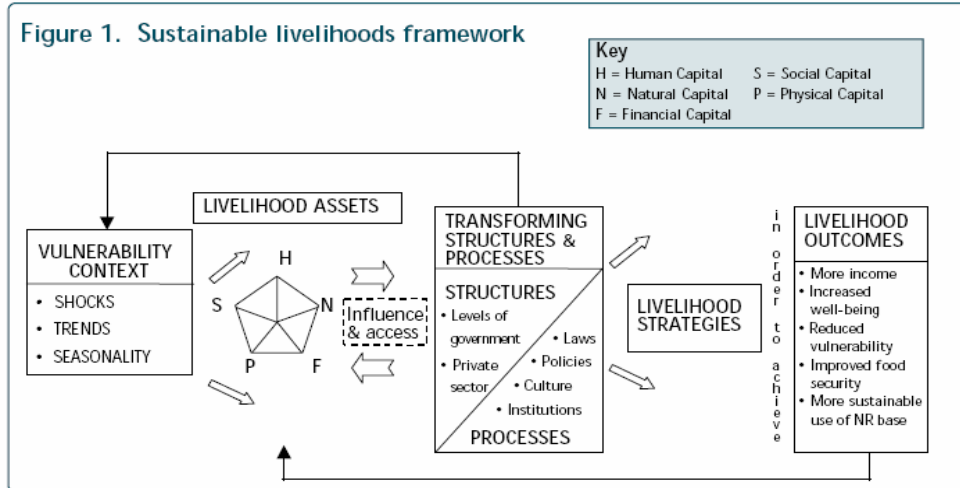 Figure 1. Sustainable livelihoods framework
Key
H = Human Capital S = Social Capital
N = Natural Capital P = Physical Capital
F = Financial Capital
LIVELIHOOD ASSETS
VULNERABILITY
CONTEXT
• SHOCKS
• TRENDS
• SEASONALITY
H
S
N
P
F
Influence
& access
TRANSFORMING
STRUCTURES &
PROCESSES
STRUCTURES
• Levels of
government
• Private
sector
• Laws
• Policies
• Culture
• Institutions
PROCESSES
LIVELIHOOD
STRATEGIES
in order to achieve
LIVELIHOOD
OUTCOMES
• More income
• Increased
well-being
• Reduced
vulnerability
• Improved food
security
• More sustainable
use of NR base